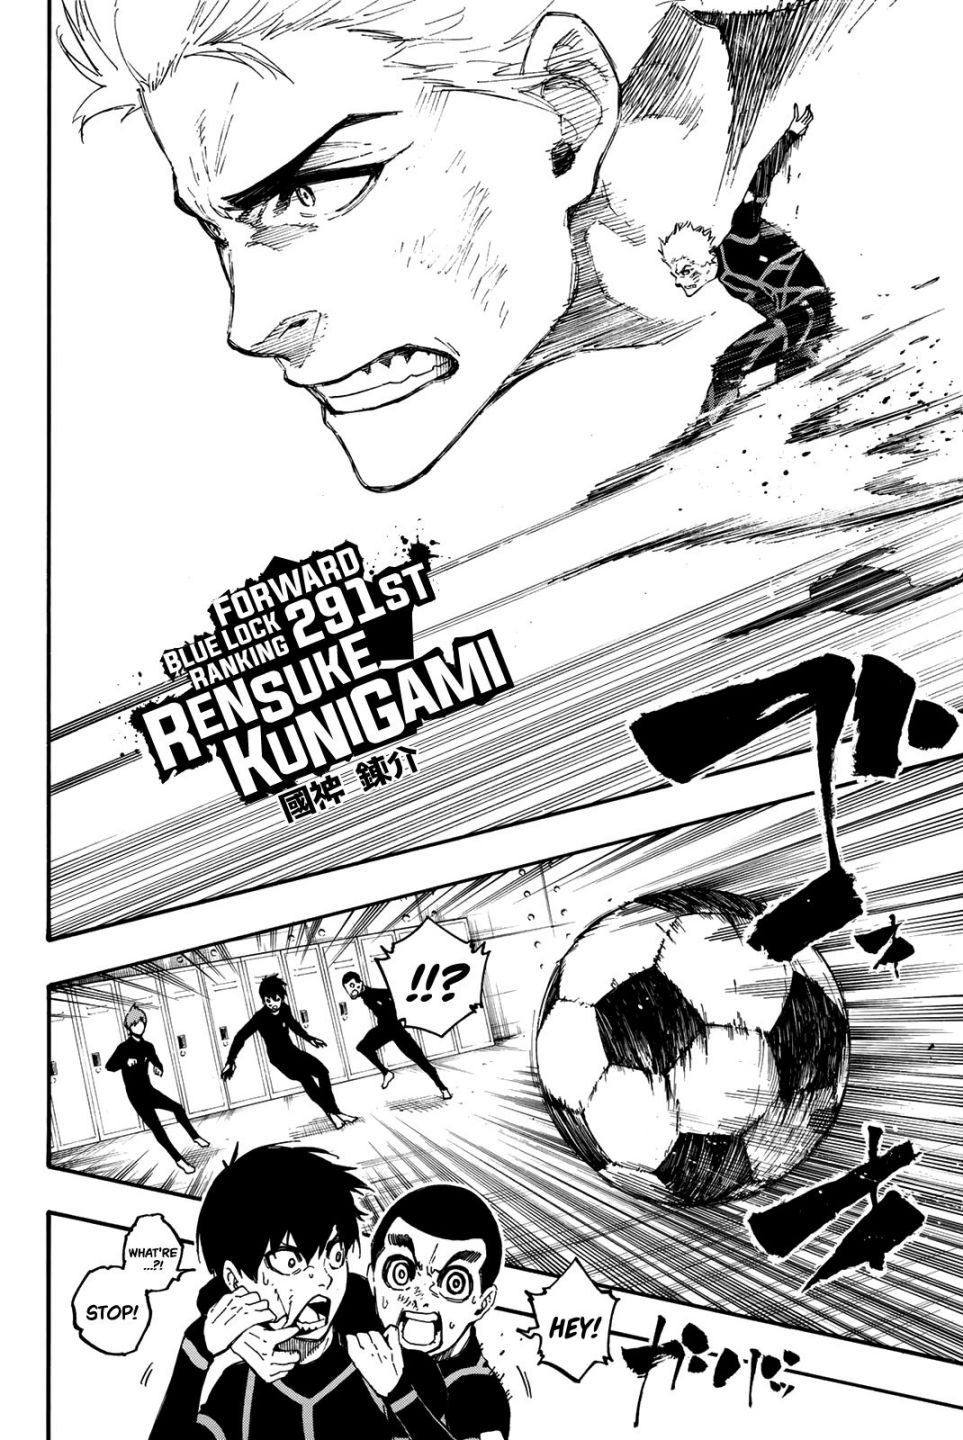 FORWARD
BLUE LOCK
RANKING 291ST
RENSUKE
KUNIGAMI
國神 錬介
!!?
HEY!
WHAT'RE
...?!
STOP!